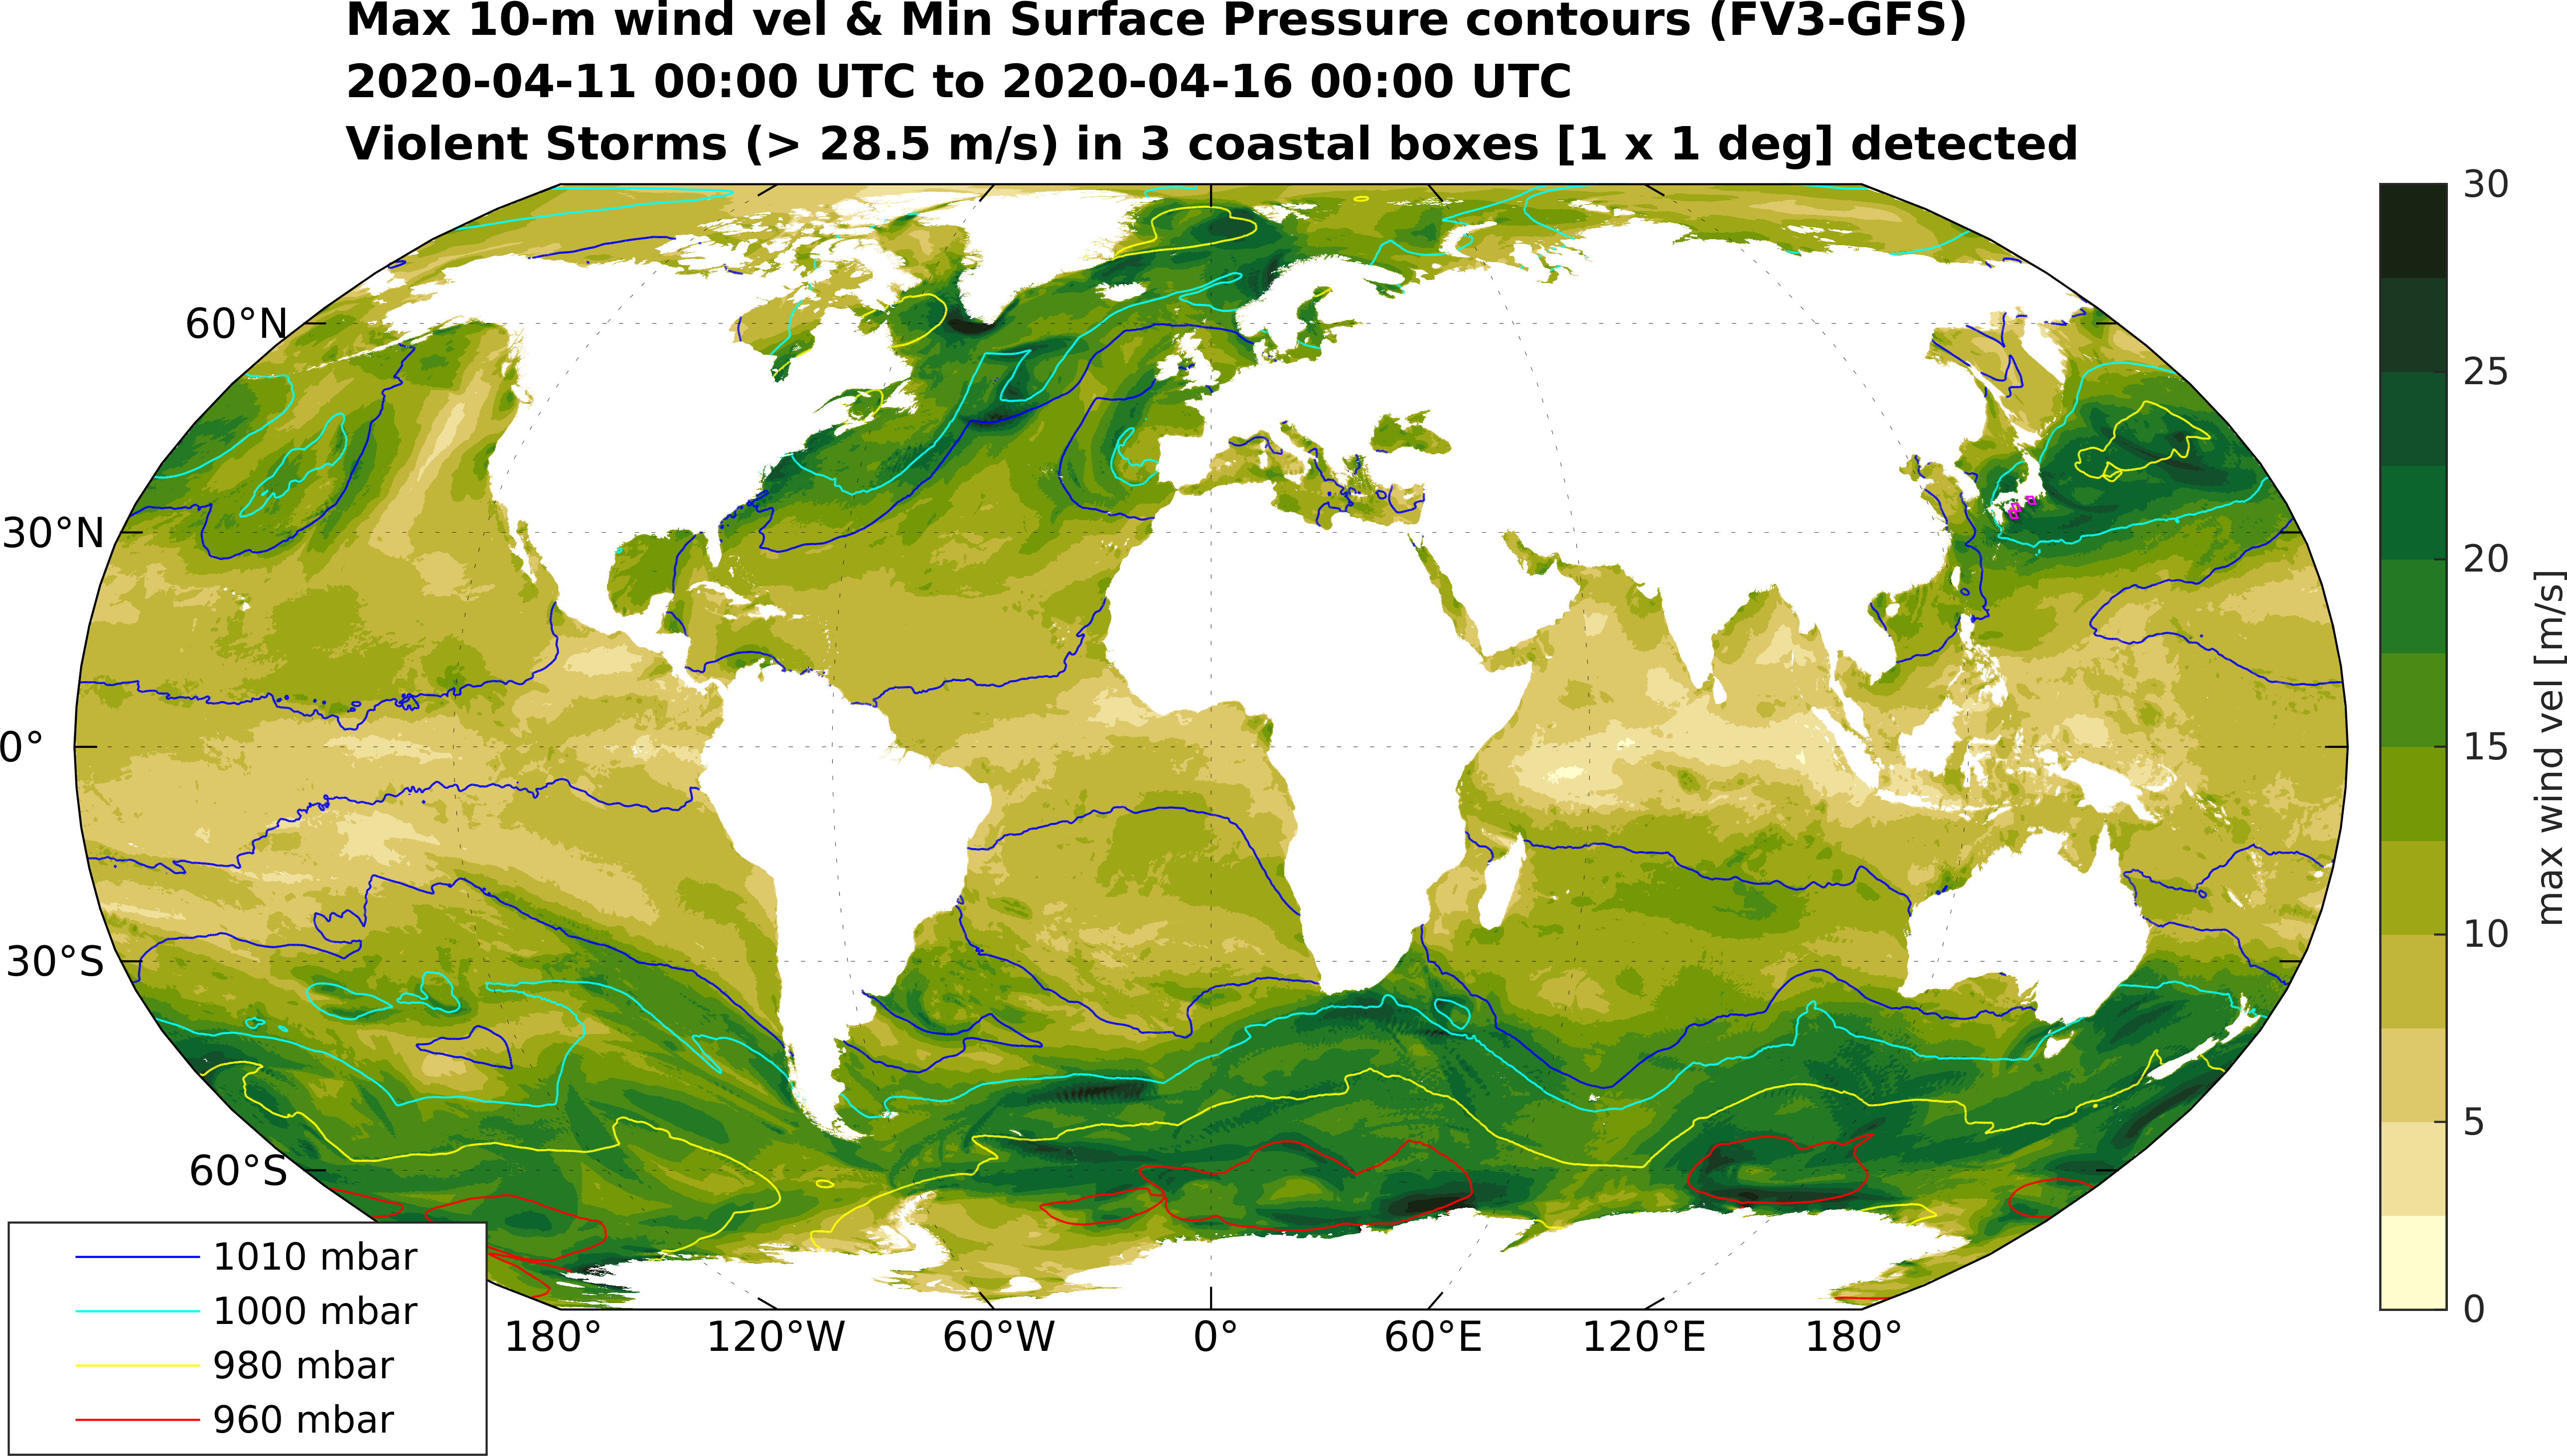 Max 10-m wind vel & Min Surface Pressure contours (FV3-GFS)
2020-04-11 00:00 UTC to 2020-04-16 00:00 UTC
Violent Storms (> 28.5 m/s) in 3 coastal boxes [1 x 1 deg] detected
60°N
30°N
0°
30°S
60°S
180°
120°W
60°W
0°
60°E
120°E
180°
1010 mbar
1000 mbar
980 mbar
960 mbar
30
25
20
15
10
5
0
max wind vel [m/s]